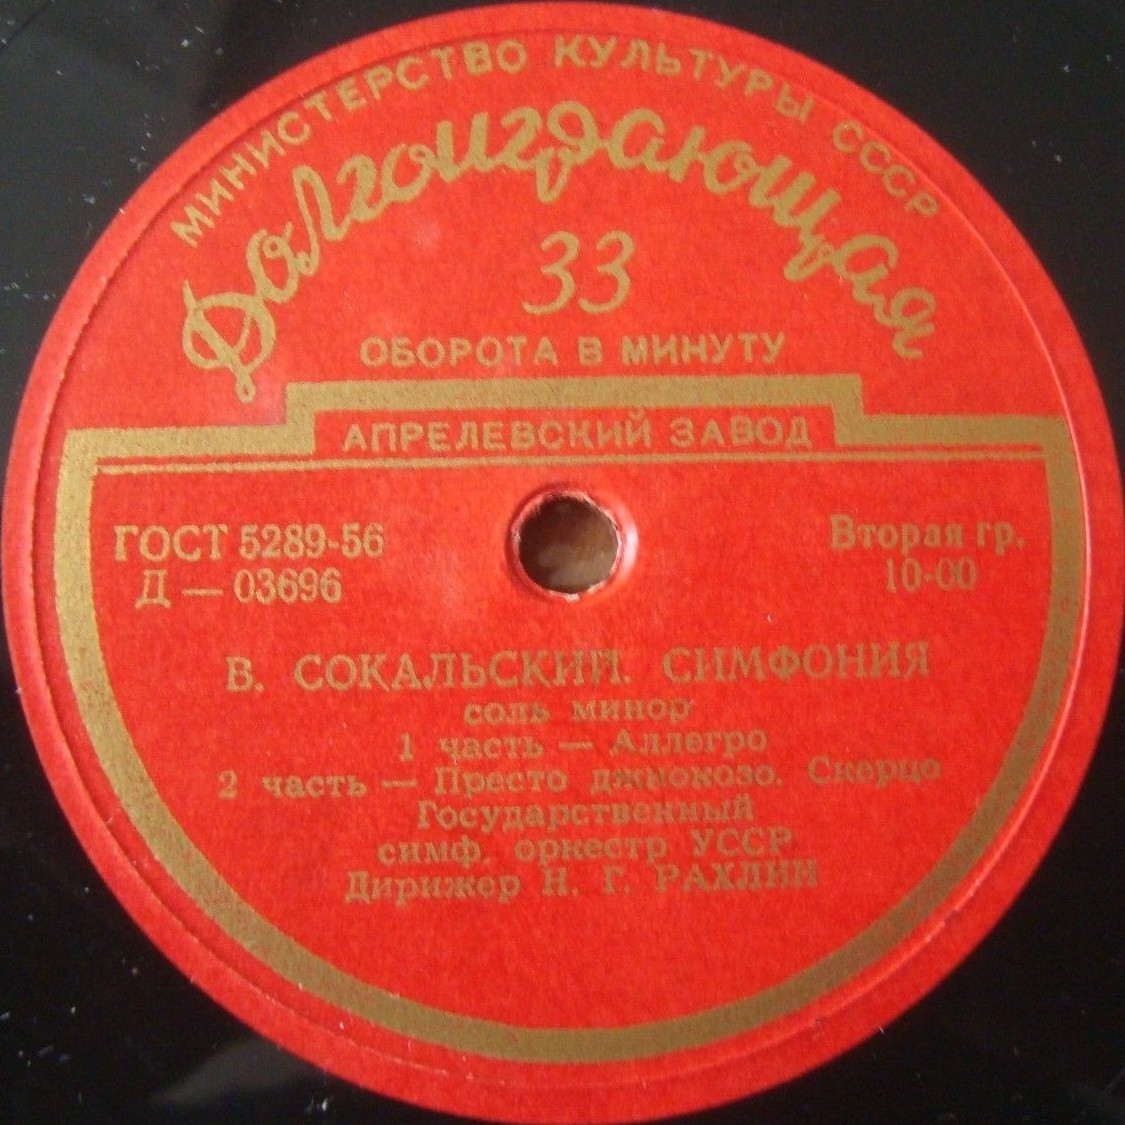 МИНИСТЕРСТВО КУЛЬТУРЫ СССР
Долгоиграющая
33
ОБОРОТА В МИНУТУ
АПРЕЛЕВСКИЙ ЗАВОД
ГОСТ 5289-56
Д — 03696
Вторая гр.
10-00
В. СОКАЛЬСКИЙ. СИМФОНИЯ
соль минор
1 часть — Аллегро
2 часть — Престо джиокозо. Скерцо
Государственный
симф. оркестр УССР
Дирижер Н. Г. РАХЛИН